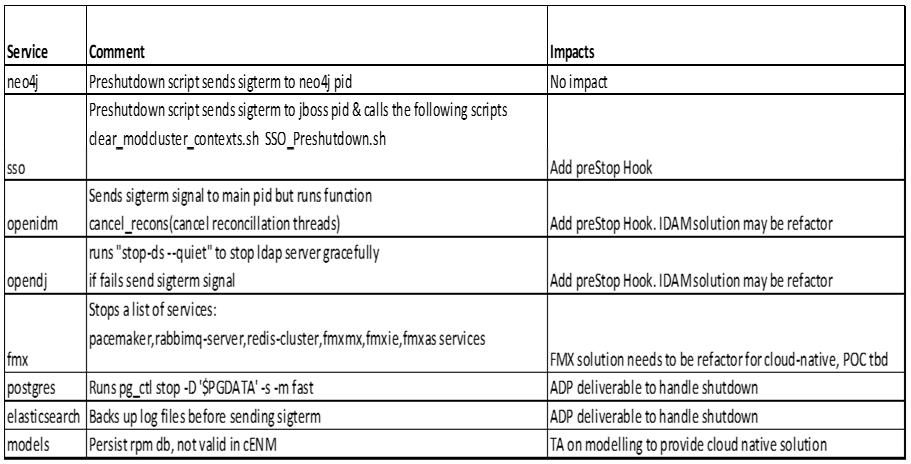 Service Comment Impacts
neo4j Preshutdown script sends sigterm to neo4j pid No impact
Preshutdown script sends sigterm to jboss pid & calls the following scripts
clear_modcluster_contexts.sh SSO_Preshutdown.sh
sso Add preStop Hook
Sends sigterm signal to main pid but runs function
openidm cancel_recons(cancel reconcillation threads) Add preStop Hook. IDAM solution may be refactor
runs "stop-ds --quiet" to stop ldap server gracefully
opendj if fails send sigterm signal Add preStop Hook. IDAM solution may be refactor
Stops a list of services:
pacemaker,rabbimq-server,redis-cluster,fmxmx,fmxie,fmxas services
fmx FMX solution needs to be refactor for cloud-native, POC tbd
postgres Runs pg_ctl stop -D '$PGDATA' -s -m fast ADP deliverable to handle shutdown
elasticsearch Backs up log files before sending sigterm ADP deliverable to handle shutdown
models Persist rpm db, not valid in cENM TA on modelling to provide cloud native solution